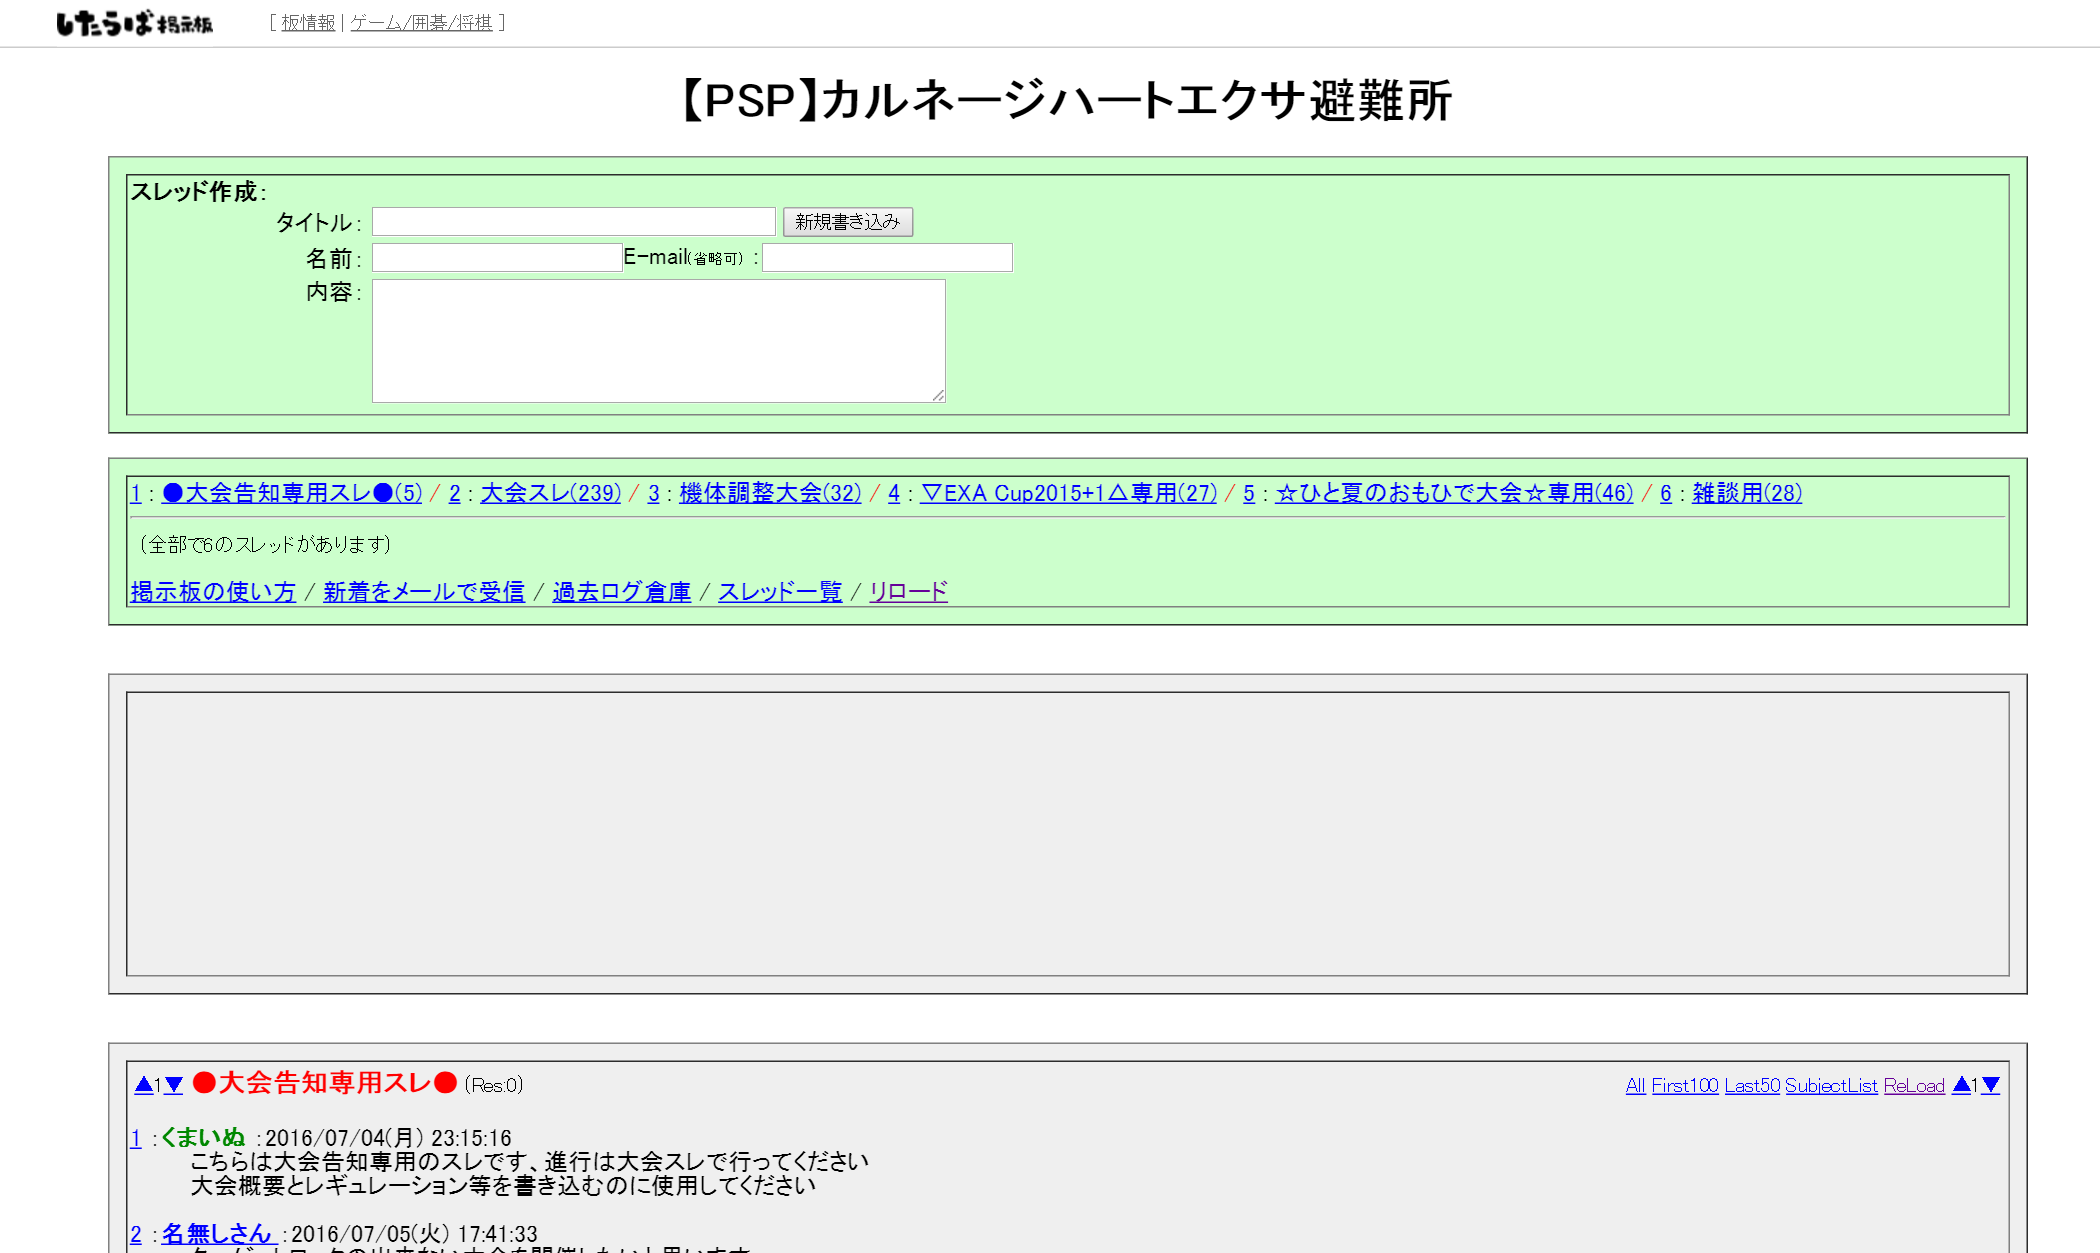 したらば掲示板 [ 板情報 | ゲーム/囲碁/将棋 ]
【PSP】カルネージハートエクサ避難所
スレッド作成:
タイトル: 新規書き込み
名前: E-mail(省略可) :
内容:
1 : ●大会告知専用スレ●(5) / 2 : 大会スレ(239) / 3 : 機体調整大会(32) / 4 : ▽EXA Cup2015+1△専用(27) / 5 : ☆ひと夏のおもひで大会☆専用(46) / 6 : 雑談用(28)
(全部で6のスレッドがあります)
掲示板の使い方 / 新着をメールで受信 / 過去ログ倉庫 / スレッド一覧 / リロード
▲1▼ ●大会告知専用スレ● (Res:0) All First100 Last50 SubjectList ReLoad ▲1▼
1 :くまいぬ :2016/07/04(月) 23:15:16
こちらは大会告知専用のスレです、進行は大会スレで行ってください
大会概要とレギュレーション等を書き込むのに使用してください
2 :名無しさん :2016/07/05(火) 17:41:33